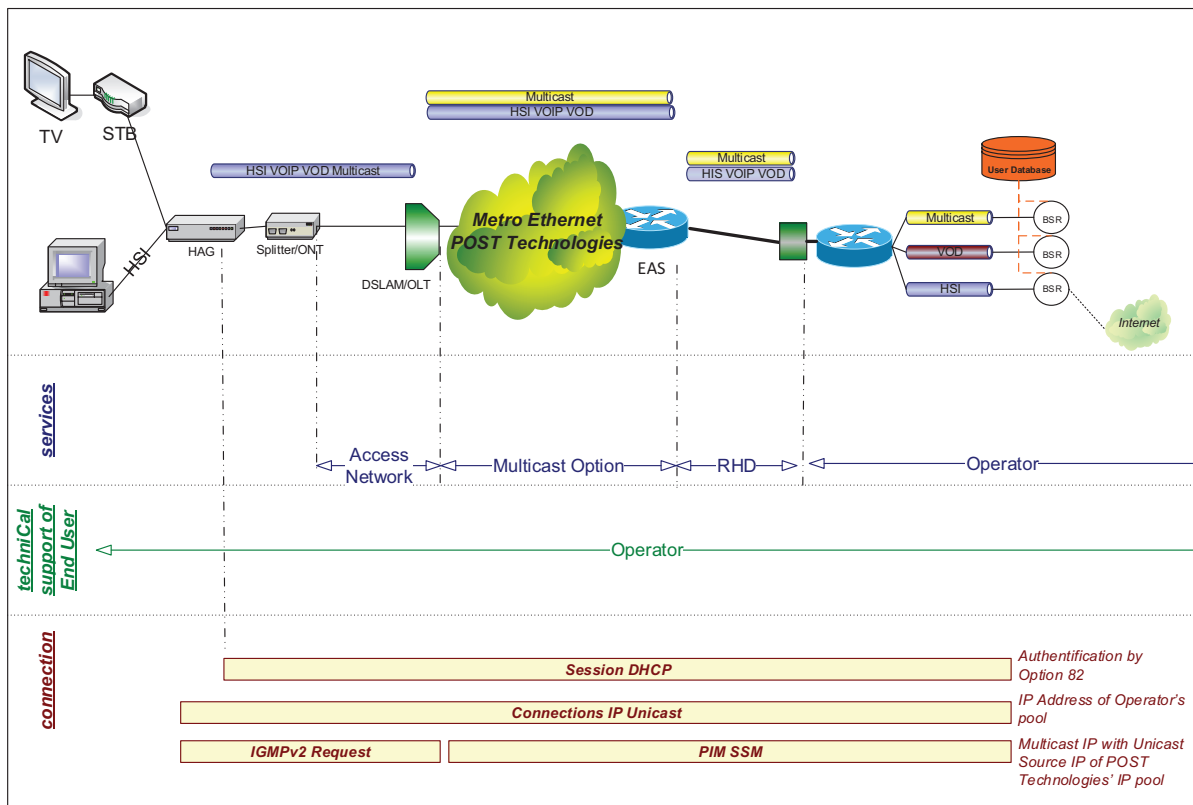 Multicast
HSI VOIP VOD
TV
STB
HSI VOIP VOD Multicast
Multicast
HIS VOIP VOD
User Database
Metro Ethernet
POST Technologies
Multicast
BSR
HSI
HAG
Splitter/ONT
DSLAM/OLT
EAS
VOD
BSR
HSI
BSR
Internet
services
Access
Network
Multicast Option
RHD
Operator
techniCal
support of
End User
Operator
connection
Session DHCP
Authentification by
Option 82
Connections IP Unicast
IP Address of Operator's
pool
IGMPv2 Request
PIM SSM
Multicast IP with Unicast
Source IP of POST
Technologies' IP pool